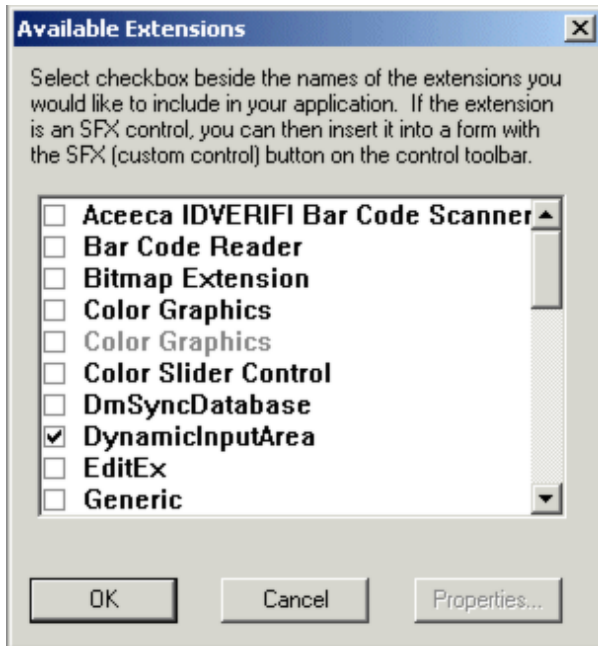 Available Extensions
Select checkbox beside the names of the extensions you
would like to include in your application.  If the extension
is an SFX control, you can then insert it into a form with
the SFX (custom control) button on the control toolbar.
Aceeca IDVERIFI Bar Code Scanner
Bar Code Reader
Bitmap Extension
Color Graphics
Color Graphics
Color Slider Control
DmSyncDatabase
DynamicInputArea
EditEx
Generic
OK Cancel Properties...